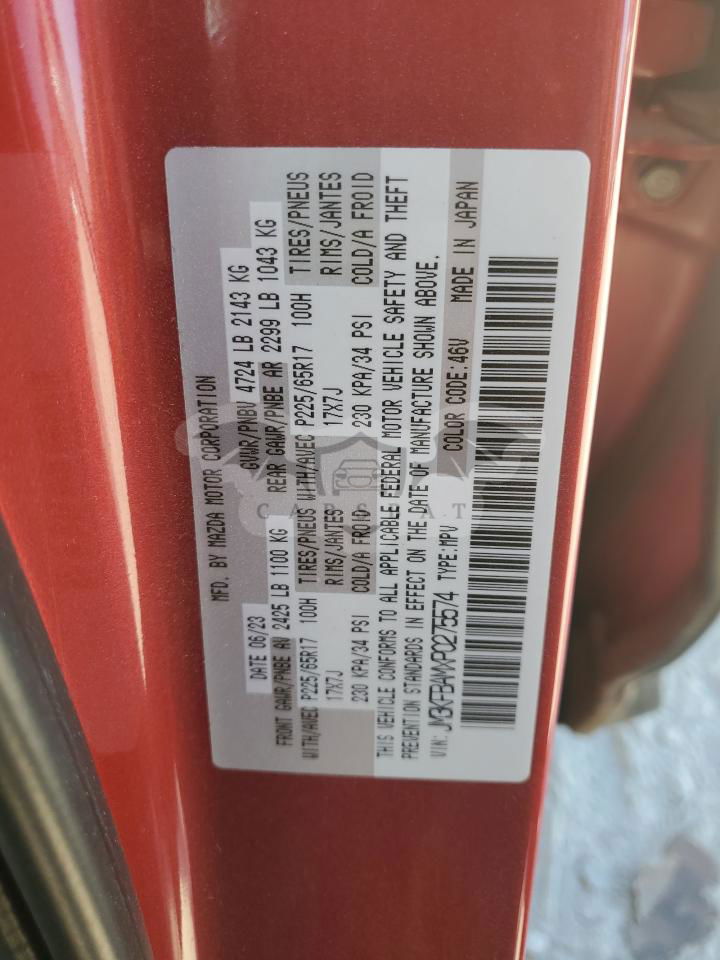 MFD. BY MAZDA MOTOR CORPORATION
DATE 06/23 GVWR/PNBV 4724 LB 2143 KG
FRONT GAWR/PNBE AV 2425 LB 1100 KG REAR GAWR/PNBE AR 2299 LB 1043 KG
WITH/AVEC P225/65R17 100H TIRES/PNEUS WITH/AVEC P225/65R17 100H TIRES/PNEUS
17X7J RIMS/JANTES 17X7J RIMS/JANTES
230 KPA/34 PSI COLD/A FROID 230 KPA/34 PSI COLD/A FROID
THIS VEHICLE CONFORMS TO ALL APPLICABLE FEDERAL MOTOR VEHICLE SAFETY AND THEFT
PREVENTION STANDARDS IN EFFECT ON THE DATE OF MANUFACTURE SHOWN ABOVE.
VIN: JM3KFBAMXP0275574 TYPE:MPV COLOR CODE:46V MADE IN JAPAN